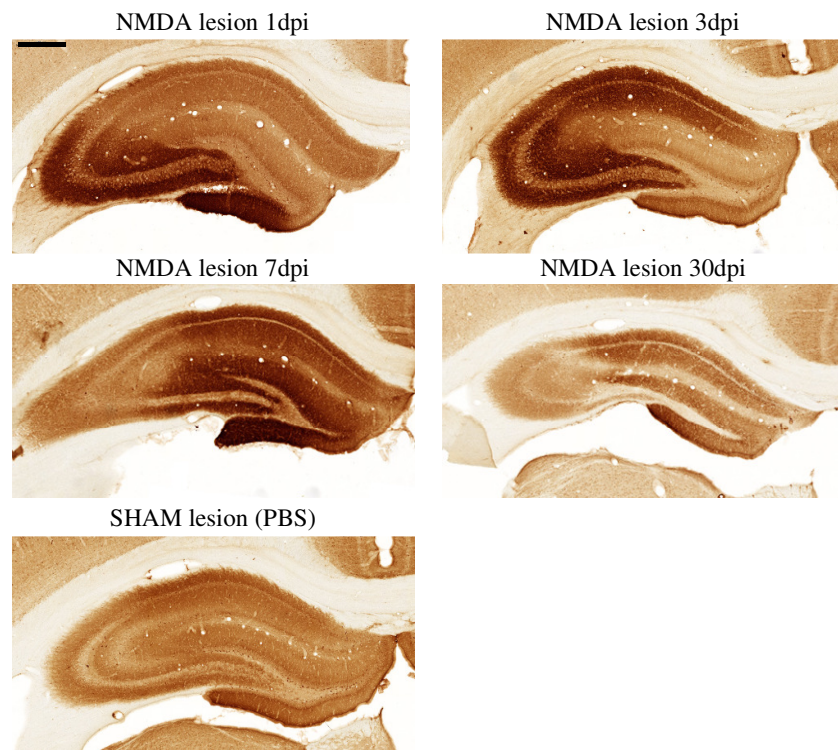 NMDA lesion 1dpi
NMDA lesion 3dpi
NMDA lesion 7dpi
NMDA lesion 30dpi
SHAM lesion (PBS)